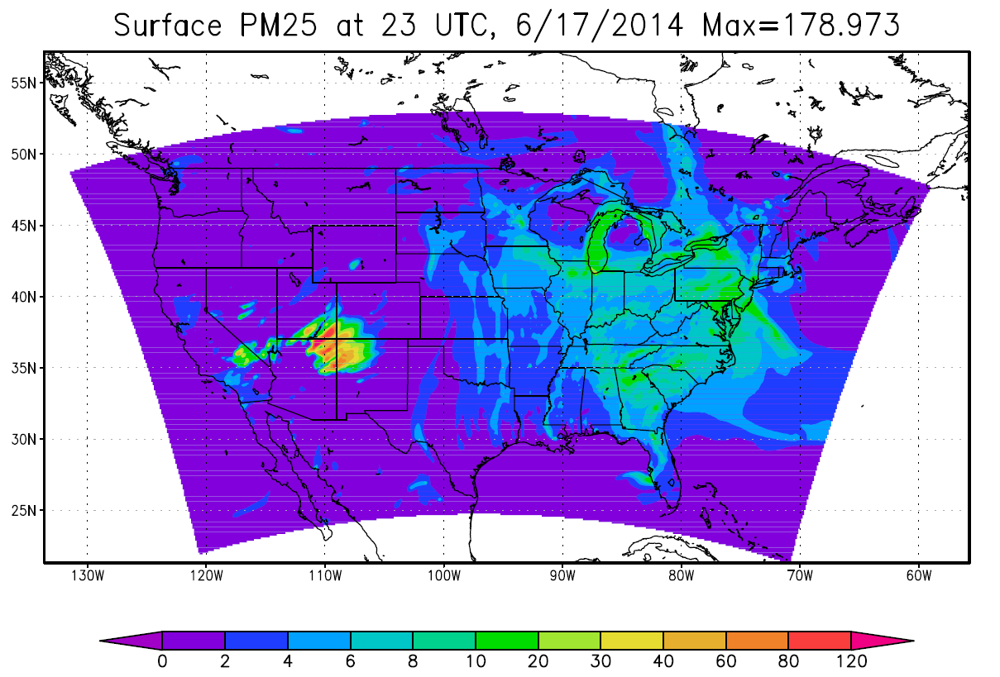 Surface PM25 at 23 UTC, 6/17/2014 Max=178.973
55N
50N
45N
40N
35N
30N
25N
130W 120W 110W 100W 90W 80W 70W 60W
0 2 4 6 8 10 20 30 40 60 80 120